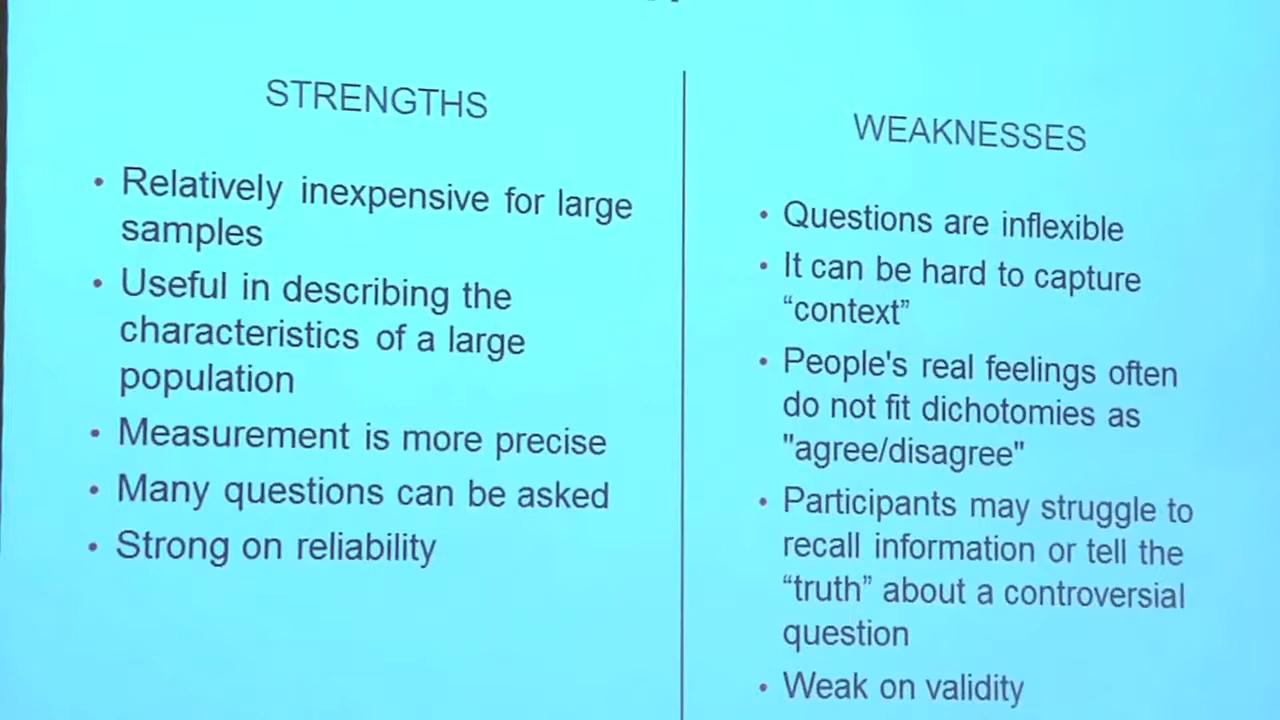 STRENGTHS
• Relatively inexpensive for large
samples
• Useful in describing the
characteristics of a large
population
• Measurement is more precise
• Many questions can be asked
• Strong on reliability
WEAKNESSES
• Questions are inflexible
• It can be hard to capture
“context”
• People's real feelings often
do not fit dichotomies as
"agree/disagree"
• Participants may struggle to
recall information or tell the
“truth” about a controversial
question
• Weak on validity